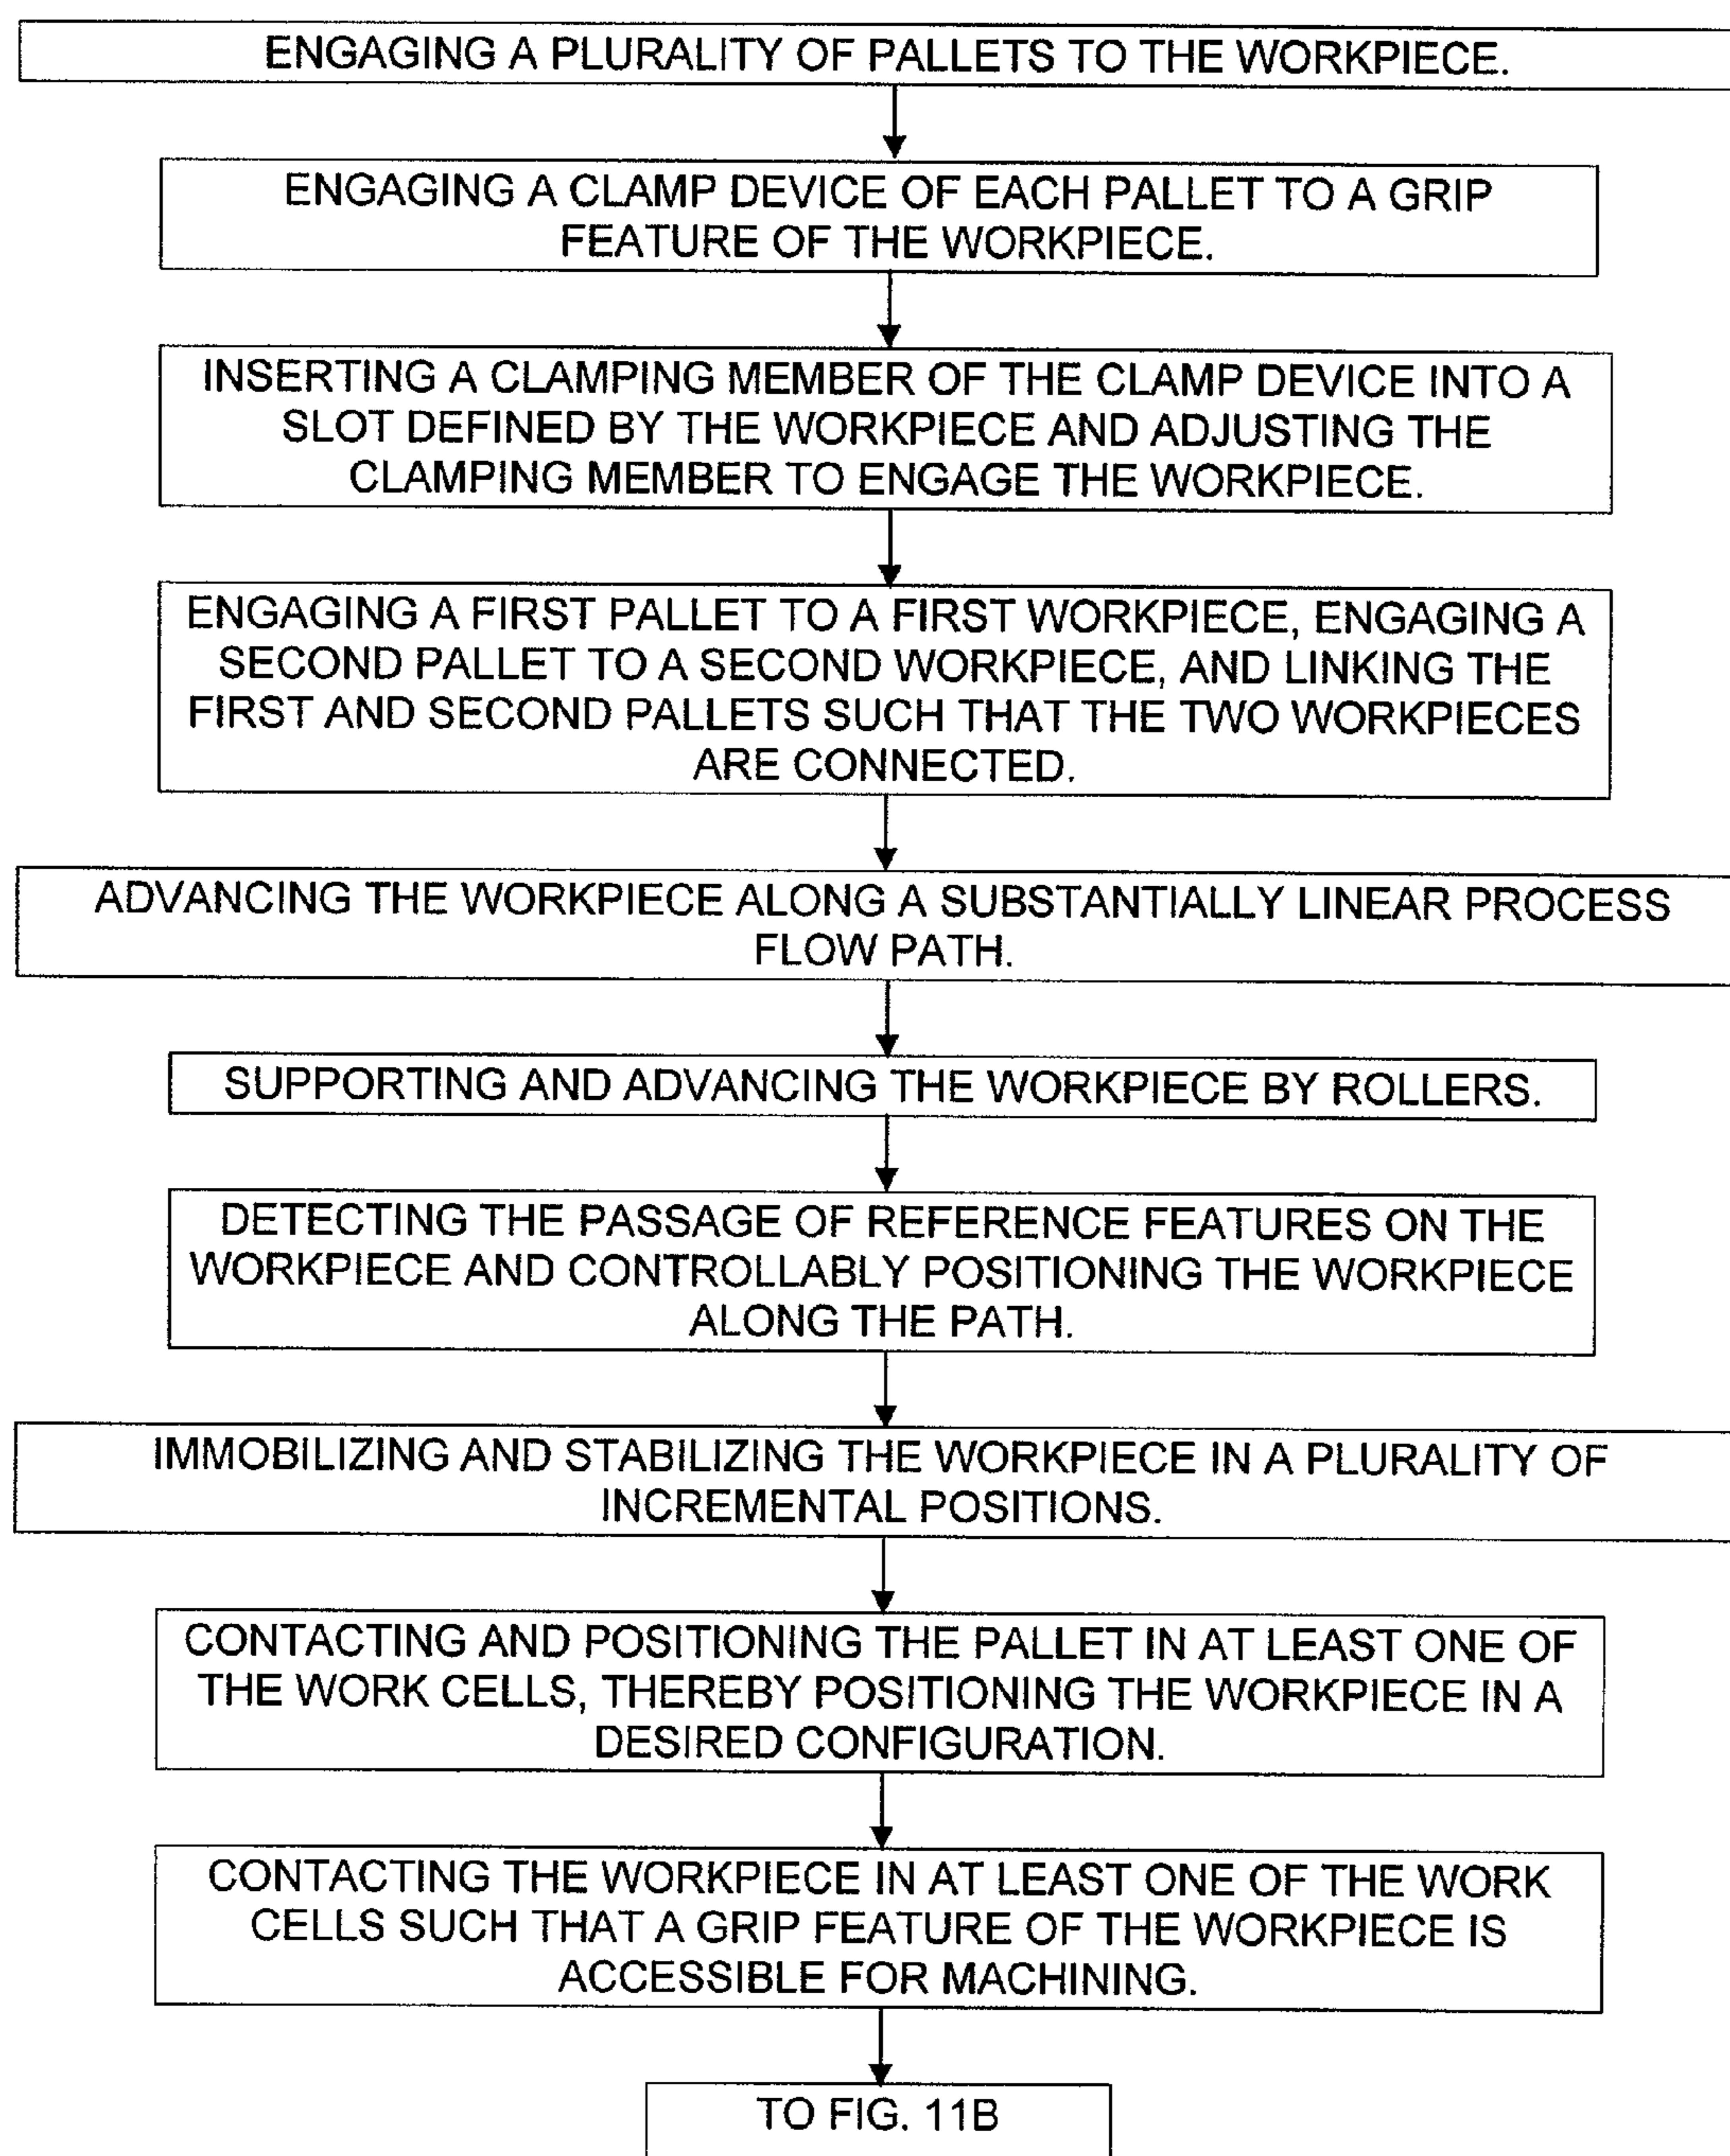 ENGAGING A PLURALITY OF PALLETS TO THE WORKPIECE.
ENGAGING A CLAMP DEVICE OF EACH PALLET TO A GRIP
FEATURE OF THE WORKPIECE.
INSERTING A CLAMPING MEMBER OF THE CLAMP DEVICE INTO A
SLOT DEFINED BY THE WORKPIECE AND ADJUSTING THE
CLAMPING MEMBER TO ENGAGE THE WORKPIECE.
ENGAGING A FIRST PALLET TO A FIRST WORKPIECE, ENGAGING A
SECOND PALLET TO A SECOND WORKPIECE, AND LINKING THE
FIRST AND SECOND PALLETS SUCH THAT THE TWO WORKPIECES
ARE CONNECTED.
ADVANCING THE WORKPIECE ALONG A SUBSTANTIALLY LINEAR PROCESS
FLOW PATH.
SUPPORTING AND ADVANCING THE WORKPIECE BY ROLLERS.
DETECTING THE PASSAGE OF REFERENCE FEATURES ON THE
WORKPIECE AND CONTROLLABLY POSITIONING THE WORKPIECE
ALONG THE PATH.
IMMOBILIZING AND STABILIZING THE WORKPIECE IN A PLURALITY OF
INCREMENTAL POSITIONS.
CONTACTING AND POSITIONING THE PALLET IN AT LEAST ONE OF
THE WORK CELLS, THEREBY POSITIONING THE WORKPIECE IN A
DESIRED CONFIGURATION.
CONTACTING THE WORKPIECE IN AT LEAST ONE OF THE WORK
CELLS SUCH THAT A GRIP FEATURE OF THE WORKPIECE IS
ACCESSIBLE FOR MACHINING.
TO FIG. 11B